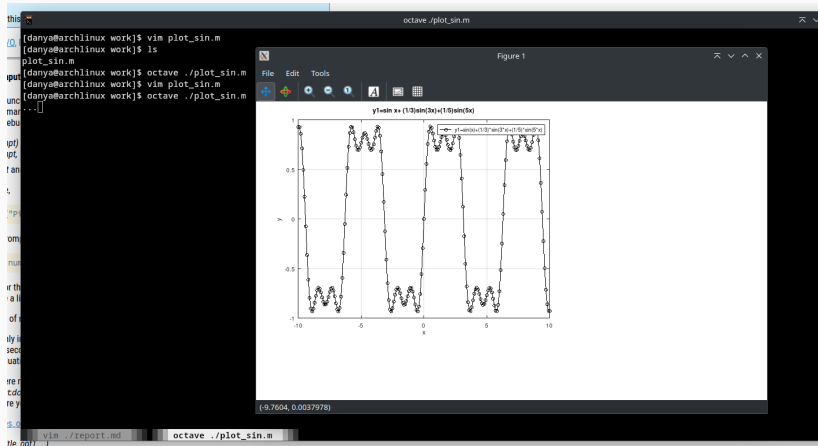 this
octave ./plot_sin.m
[danya@archlinux work]$ vim plot_sin.m
[danya@archlinux work]$ ls
plot_sin.m
[danya@archlinux work]$ octave ./plot_sin.m
[danya@archlinux work]$ vim plot_sin.m
[danya@archlinux work]$ octave ./plot_sin.m
...
Figure 1
File Edit Tools
A
y1=sin x+ (1/3)sin(3x)+(1/5)sin(5x)
y1=sin(x)+(1/3)*sin(3*x)+(1/5)*sin(5*x)
1
0.5
0
-0.5
-1
y
-10 -5 0 5 10
x
(-9.7604, 0.0037978)
vim ./report.md octave ./plot_sin.m